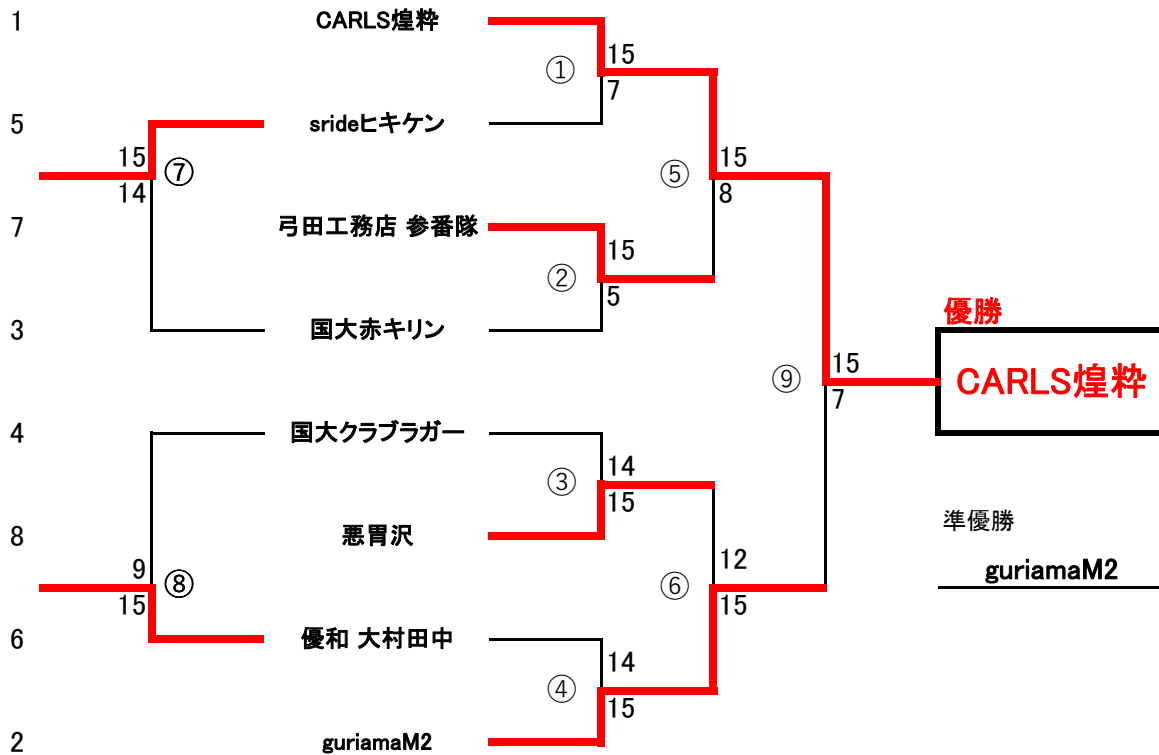 1 CARLS煌粋
① 15
7
5 srideヒキケン
15 ⑦
14
⑤ 15
8
7 弓田工務店 参番隊
② 15
5
3 国大赤キリン
優勝
⑨ 15
7
CARLS煌粋
4 国大クラブラガー
③ 14
15
8 悪冒沢
準優勝
guriamaM2
9 ⑧
15
⑥ 12
15
6 優和 大村田中
④ 14
15
2 guriamaM2